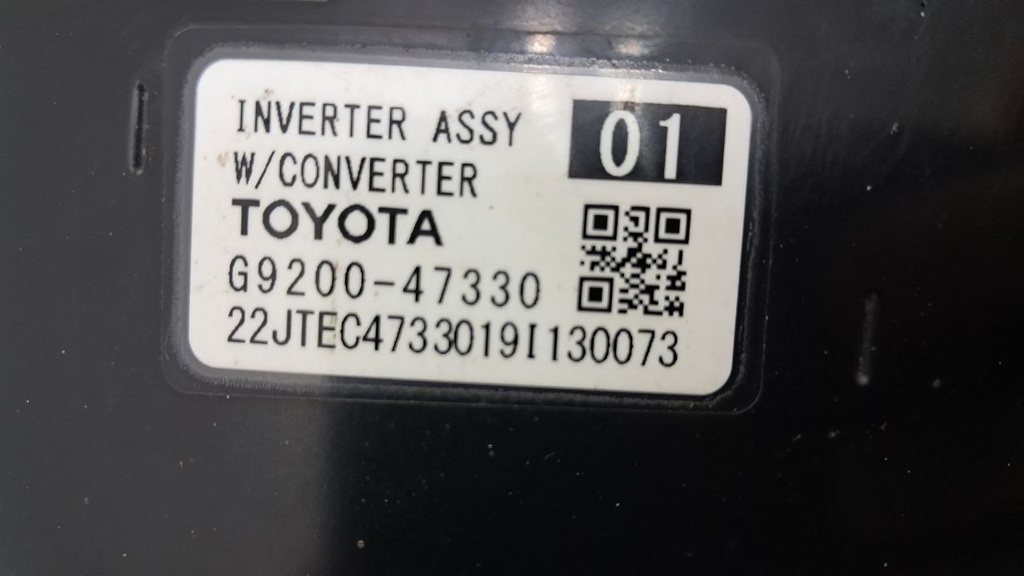 INVERTER ASSY 01
W/CONVERTER
TOYOTA
G9200-47330
22JTEC4733019I130073